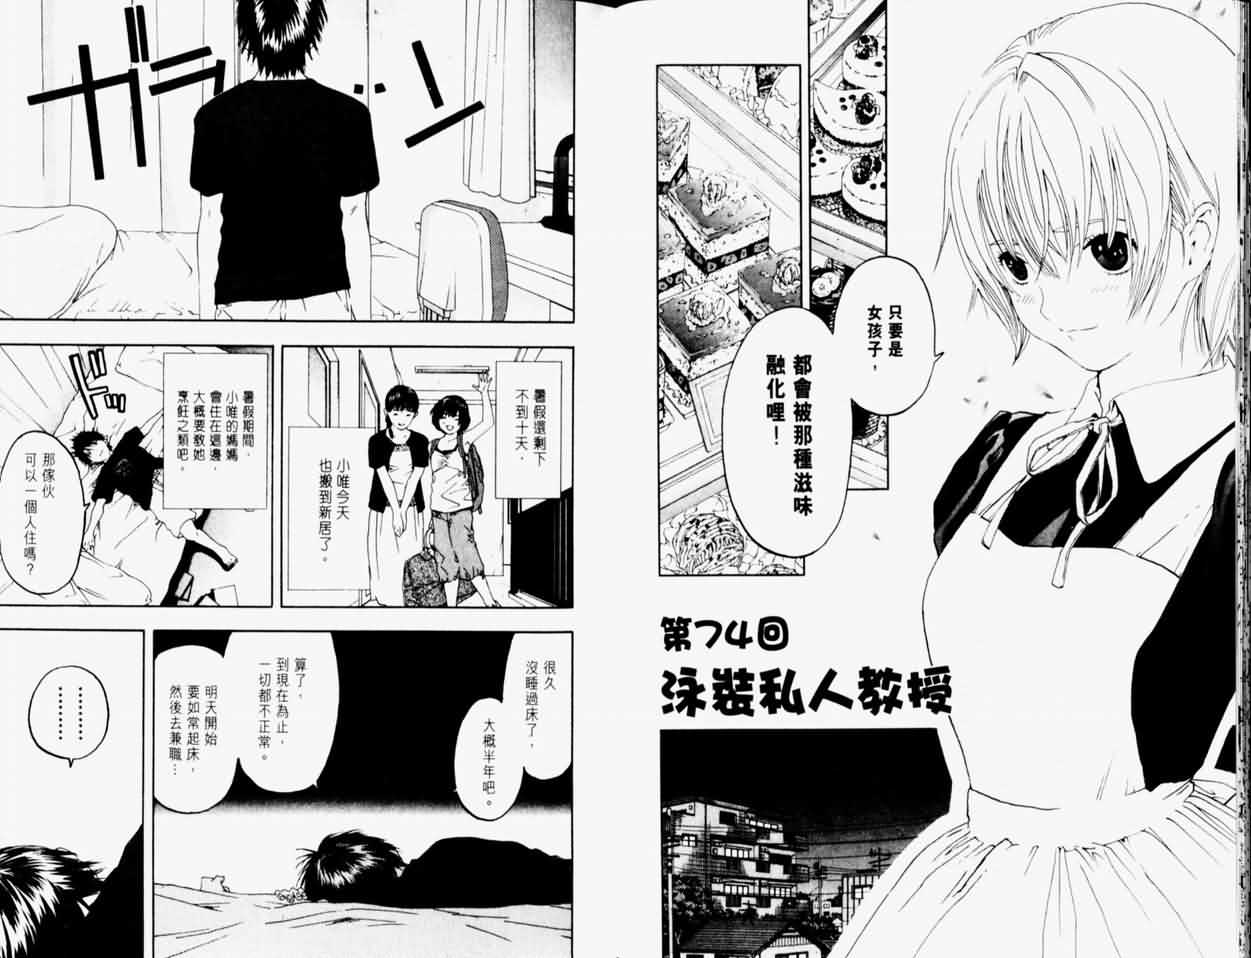 只要是
女孩子，
都會被那種滋味
融化哩！
第74回
泳裝私人教授
ガラーン
暑假還剩下
不到十天，
小唯今天
也搬到新居了。
暑假期間，
小唯的媽媽
會住在這邊，
大概要教她
烹飪之類吧。
ドッ
那傢伙
可以一個人住嗎？
很久
沒睡過床了，
大概半年吧。
算了，
到現在為止，
一切都不正常。
明天開始
要如常起床，
然後去兼職…
………………